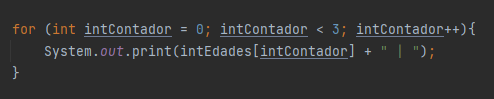 for (int intContador = 0; intContador < 3; intContador++){
    System.out.print(intEdades[intContador] + " | ");
}